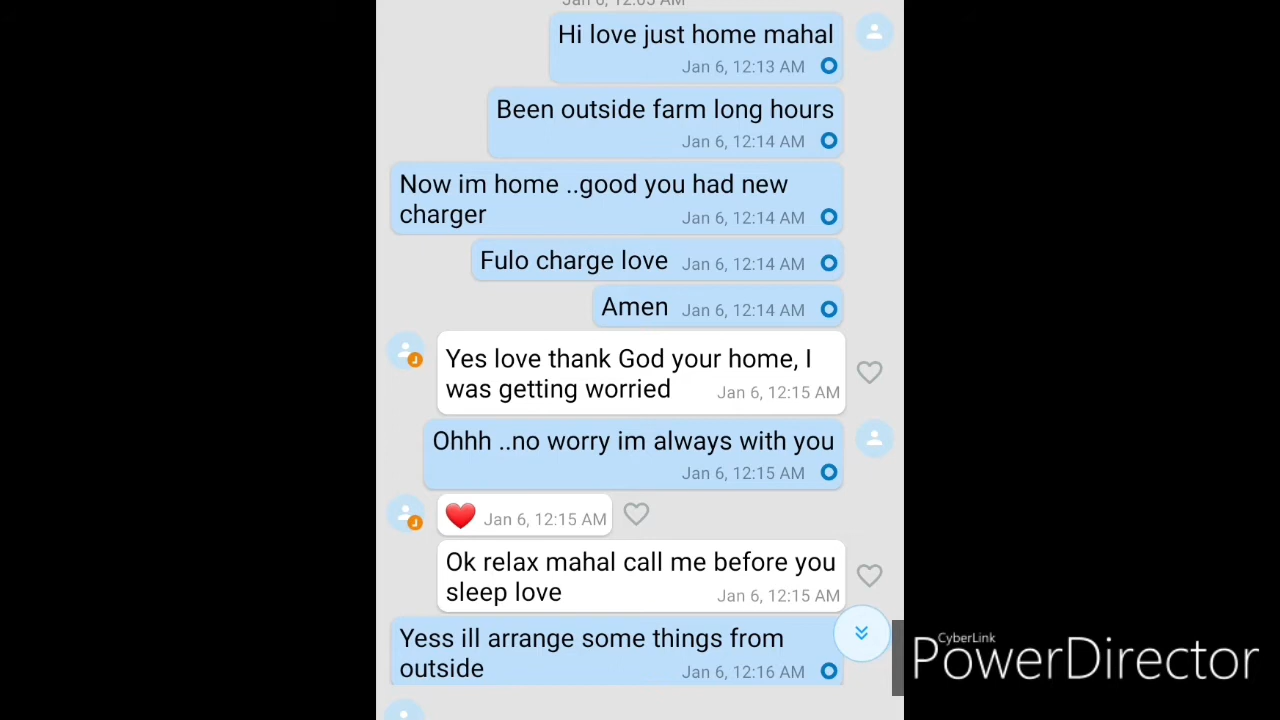 Jan 6, 12:05 AM
Hi love just home mahal
Jan 6, 12:13 AM
Been outside farm long hours
Jan 6, 12:14 AM
Now im home ..good you had new
charger Jan 6, 12:14 AM
Fulo charge love Jan 6, 12:14 AM
Amen Jan 6, 12:14 AM
Yes love thank God your home, I
was getting worried Jan 6, 12:15 AM
Ohhh ..no worry im always with you
Jan 6, 12:15 AM
❤️ Jan 6, 12:15 AM
Ok relax mahal call me before you
sleep love Jan 6, 12:15 AM
Yess ill arrange some things from
outside Jan 6, 12:16 AM
CyberLink
PowerDirector